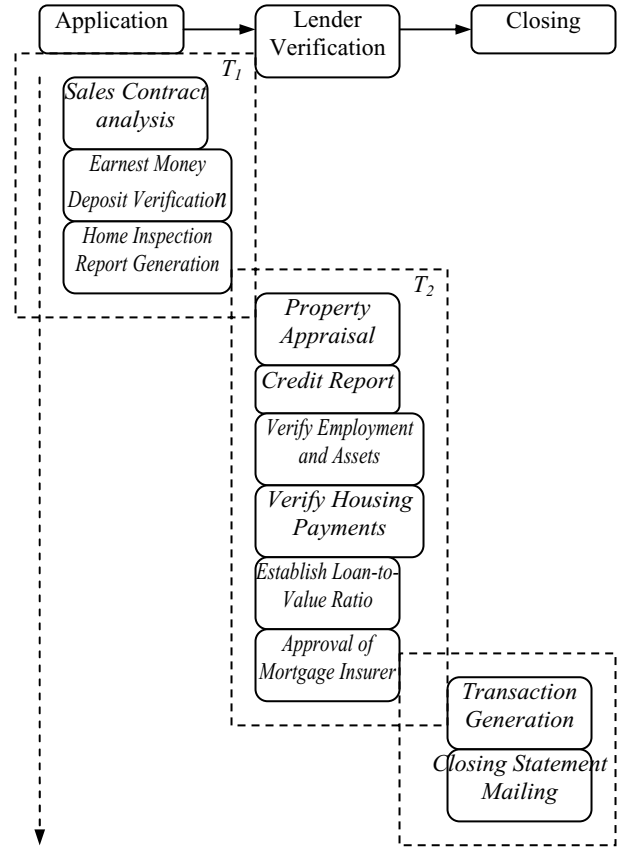 Application
Lender
Verification
Closing
T1
Sales Contract
analysis
Earnest Money
Deposit Verification
Home Inspection
Report Generation
T2
Property
Appraisal
Credit Report
Verify Employment
and Assets
Verify Housing
Payments
Establish Loan-to-
Value Ratio
Approval of
Mortgage Insurer
Transaction
Generation
Closing Statement
Mailing